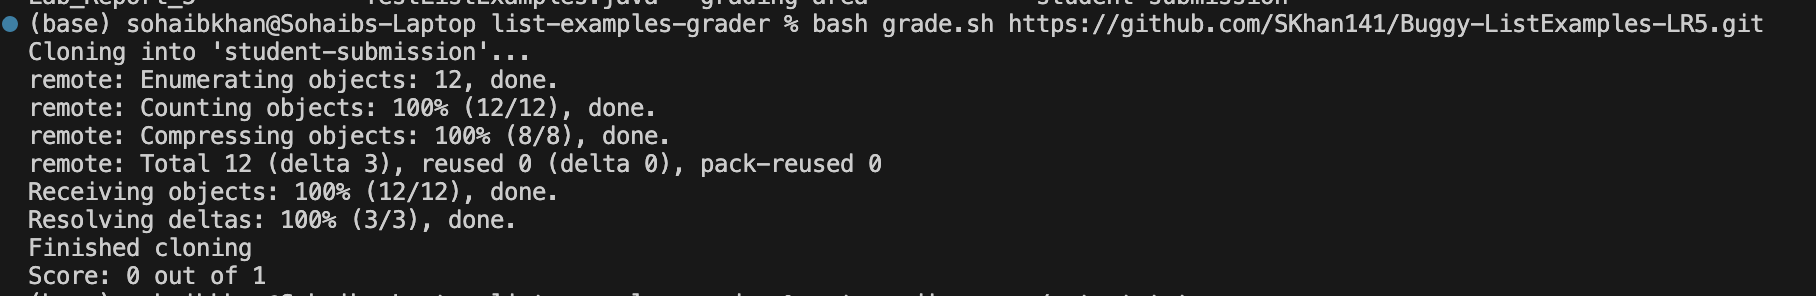 (base) sohaibkhan@Sohaibs-Laptop list-examples-grader % bash grade.sh https://github.com/SKhan141/Buggy-ListExamples-LR5.git
Cloning into 'student-submission'...
remote: Enumerating objects: 12, done.
remote: Counting objects: 100% (12/12), done.
remote: Compressing objects: 100% (8/8), done.
remote: Total 12 (delta 3), reused 0 (delta 0), pack-reused 0
Receiving objects: 100% (12/12), done.
Resolving deltas: 100% (3/3), done.
Finished cloning
Score: 0 out of 1